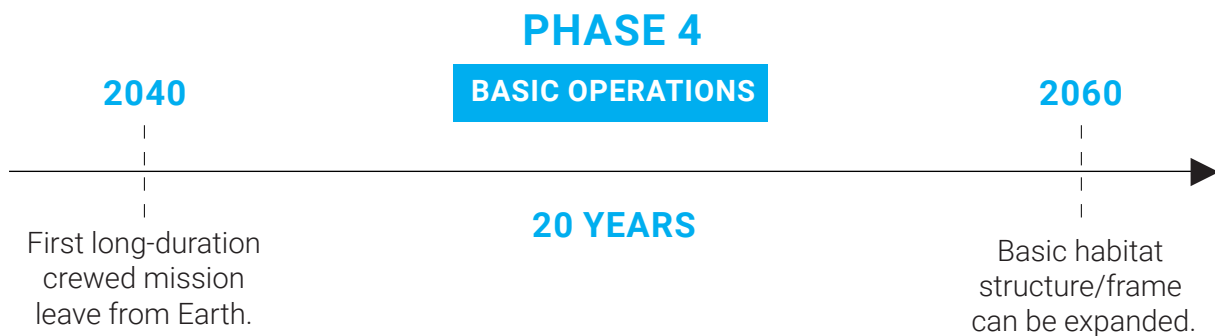 PHASE 4
BASIC OPERATIONS
2040
2060
20 YEARS
First long-duration
crewed mission
leave from Earth.
Basic habitat
structure/frame
can be expanded.